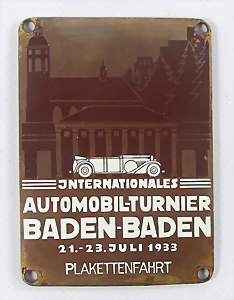 INTERNATIONALES
AUTOMOBIL-TURNIER
BADEN-BADEN
21.-23. JULI 1933
PLAKETTENFAHRT